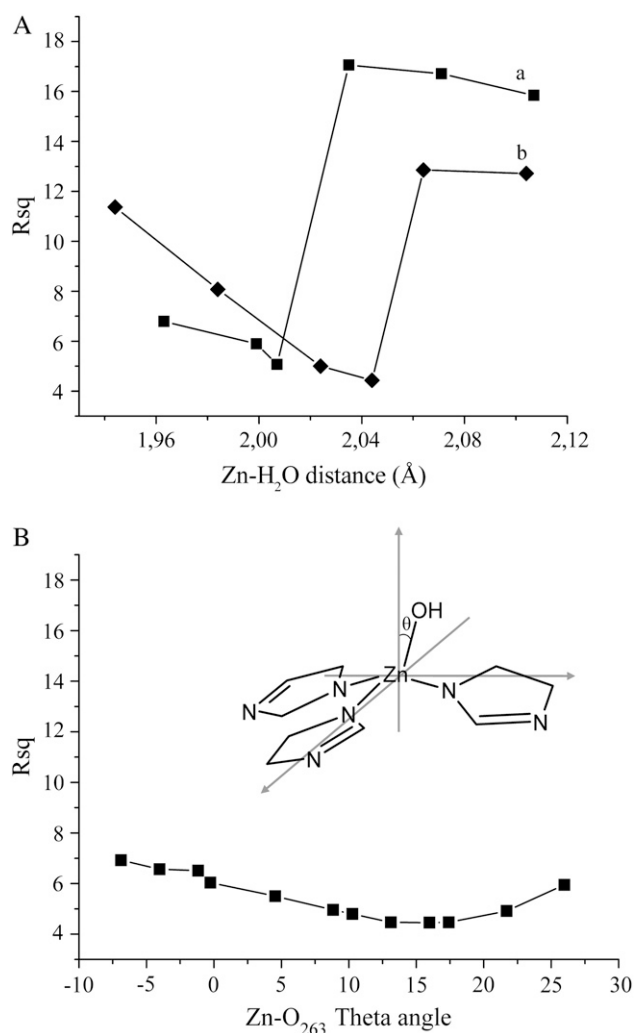 A
18
16
14
12
10
8
6
4
Rsq
a
b
1,96 2,00 2,04 2,08 2,12
Zn-H₂O distance (Å)
B
18
16
14
12
10
8
6
4
Rsq
OH
θ
Zn
N
N
N
N
N
N
-10 -5 0 5 10 15 20 25 30
Zn-O₂₆₃ Theta angle